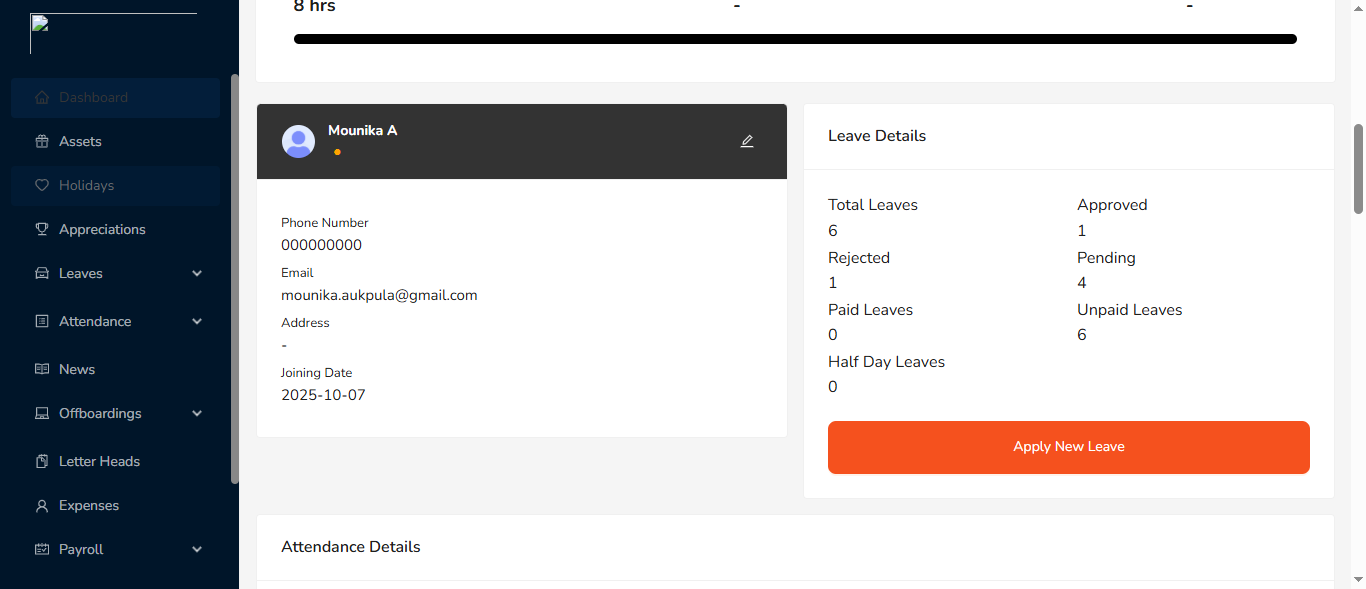 8 hrs - -
Dashboard
Assets
Holidays
Appreciations
Leaves
Attendance
News
Offboardings
Letter Heads
Expenses
Payroll
Mounika A
Phone Number
000000000
Email
mounika.aukpula@gmail.com
Address
-
Joining Date
2025-10-07
Leave Details
Total Leaves Approved
6 1
Rejected Pending
1 4
Paid Leaves Unpaid Leaves
0 6
Half Day Leaves
0
Apply New Leave
Attendance Details